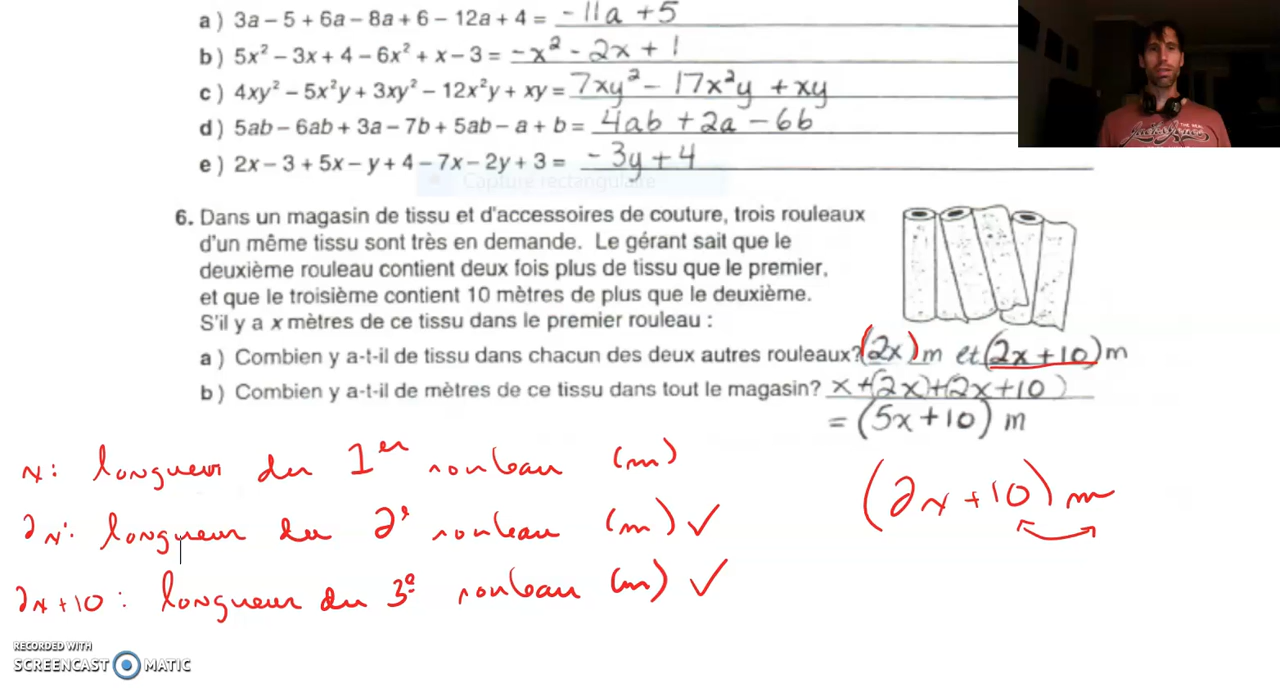 a) 3a − 5 + 6a − 8a + 6 − 12a + 4 = -11a + 5
b) 5x² − 3x + 4 − 6x² + x − 3 = -x² - 2x + 1
c) 4xy² − 5x²y + 3xy² − 12x²y + xy = 7xy² - 17x²y + xy
d) 5ab − 6ab + 3a − 7b + 5ab − a + b = 4ab + 2a - 6b
e) 2x − 3 + 5x − y + 4 − 7x − 2y + 3 = -3y + 4
Capture rectangulaire
6. Dans un magasin de tissu et d'accessoires de couture, trois rouleaux
d'un même tissu sont très en demande. Le gérant sait que le
deuxième rouleau contient deux fois plus de tissu que le premier,
et que le troisième contient 10 mètres de plus que le deuxième.
S'il y a x mètres de ce tissu dans le premier rouleau :
a) Combien y a-t-il de tissu dans chacun des deux autres rouleaux? (2x) m et (2x + 10) m
b) Combien y a-t-il de mètres de ce tissu dans tout le magasin? x + (2x) + (2x + 10)
= (5x + 10) m
x: longueur du 1er rouleau (m)
2x: longueur du 2e rouleau (m) ✓
2x + 10: longueur du 3e rouleau (m) ✓
(2x + 10) m
RECORDED WITH
SCREENCAST MATIC